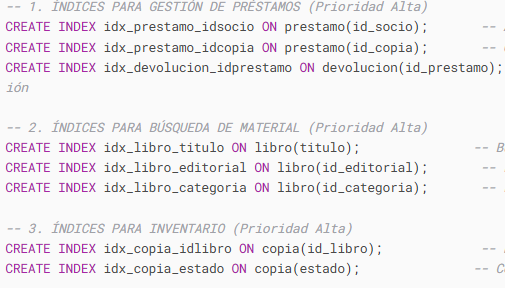 -- 1. ÍNDICES PARA GESTIÓN DE PRÉSTAMOS (Prioridad Alta)
CREATE INDEX idx_prestamo_idsocio ON prestamo(id_socio); --
CREATE INDEX idx_prestamo_idcopia ON prestamo(id_copia); --
CREATE INDEX idx_devolucion_idprestamo ON devolucion(id_prestamo);
ión
-- 2. ÍNDICES PARA BÚSQUEDA DE MATERIAL (Prioridad Alta)
CREATE INDEX idx_libro_titulo ON libro(titulo); -- B
CREATE INDEX idx_libro_editorial ON libro(id_editorial); --
CREATE INDEX idx_libro_categoria ON libro(id_categoria); --
-- 3. ÍNDICES PARA INVENTARIO (Prioridad Alta)
CREATE INDEX idx_copia_idlibro ON copia(id_libro); --
CREATE INDEX idx_copia_estado ON copia(estado); -- C